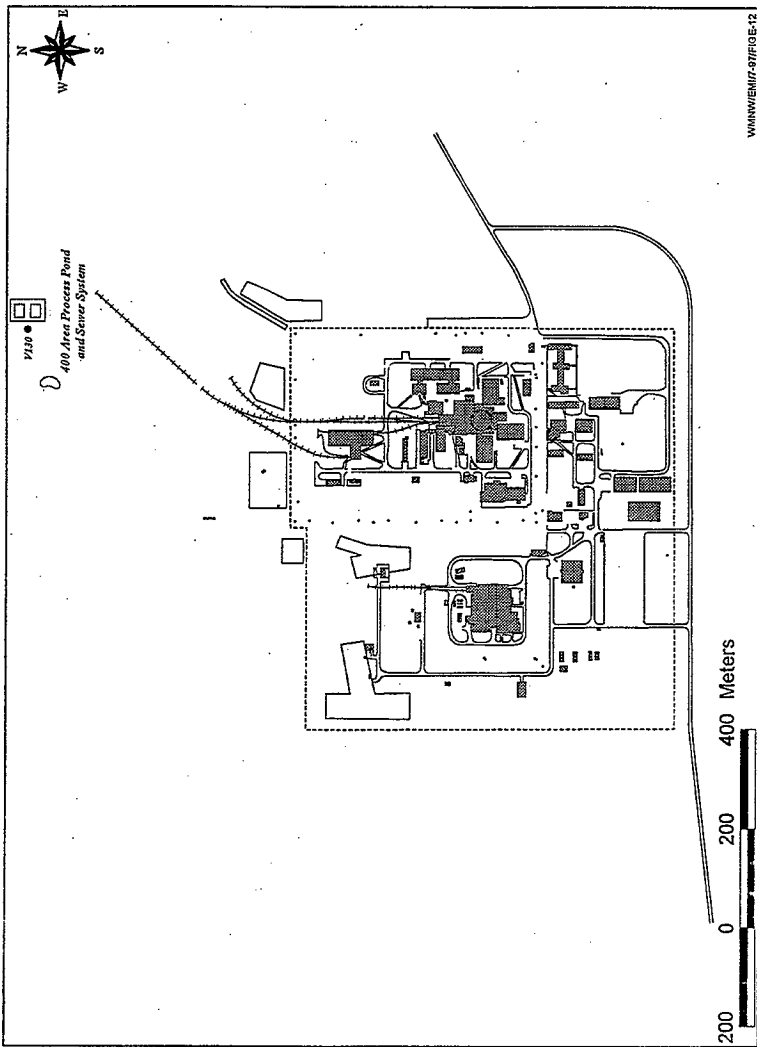 N
E
W
S
V130
400 Area Process Pond
and Sewer System
200
0
200
400 Meters
WMNW/EMI/7-97/FIGE-12